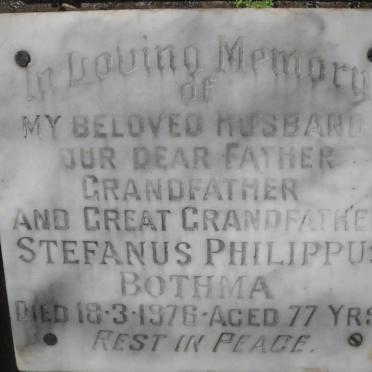 In Loving Memory
of
MY BELOVED HUSBAND
OUR DEAR FATHER
GRANDFATHER
AND GREAT GRANDFATHER
STEFANUS PHILIPPUS
BOTHMA
DIED 18·3·1976·AGED 77 YRS
REST IN PEACE.